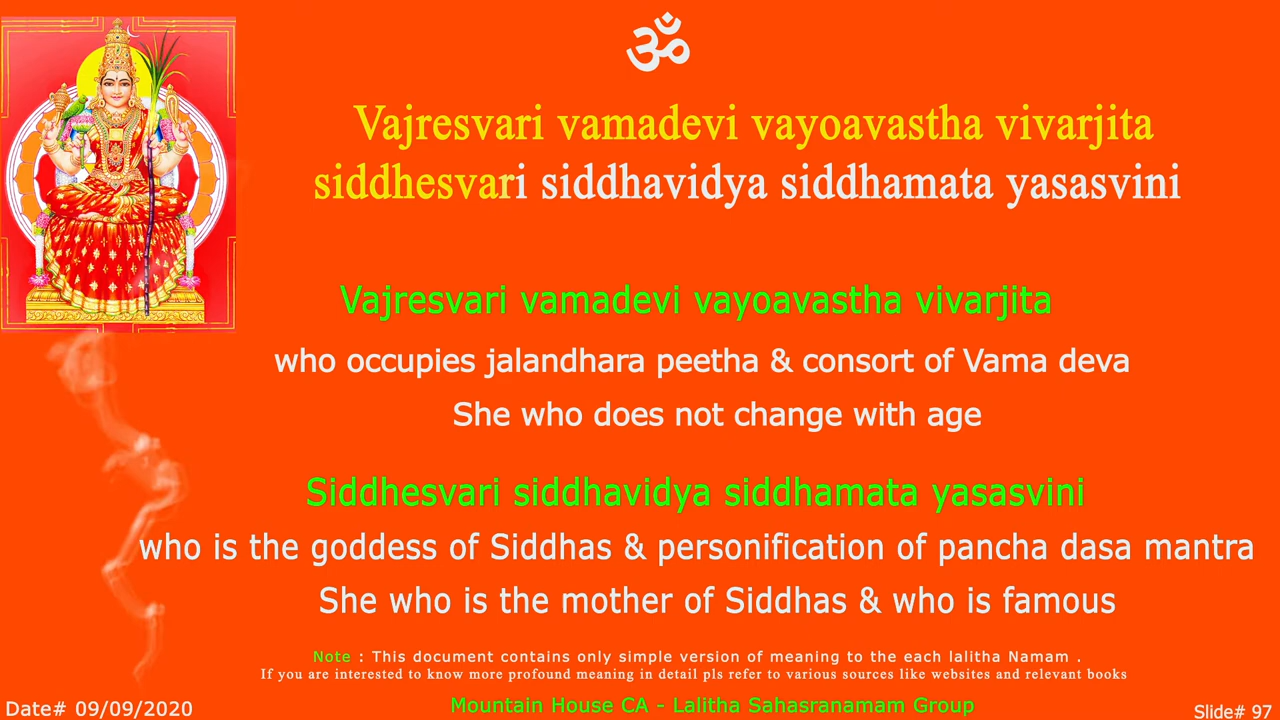 ॐ
Vajresvari vamadevi vayoavastha vivarjita
siddhesvari siddhavidya siddhamata yasasvini
Vajresvari vamadevi vayoavastha vivarjita
who occupies jalandhara peetha & consort of Vama deva
She who does not change with age
Siddhesvari siddhavidya siddhamata yasasvini
who is the goddess of Siddhas & personification of pancha dasa mantra
She who is the mother of Siddhas & who is famous
Note : This document contains only simple version of meaning to the each lalitha Namam .
If you are interested to know more profound meaning in detail pls refer to various sources like websites and relevant books
Date# 09/09/2020
Mountain House CA - Lalitha Sahasranamam Group
Slide# 97